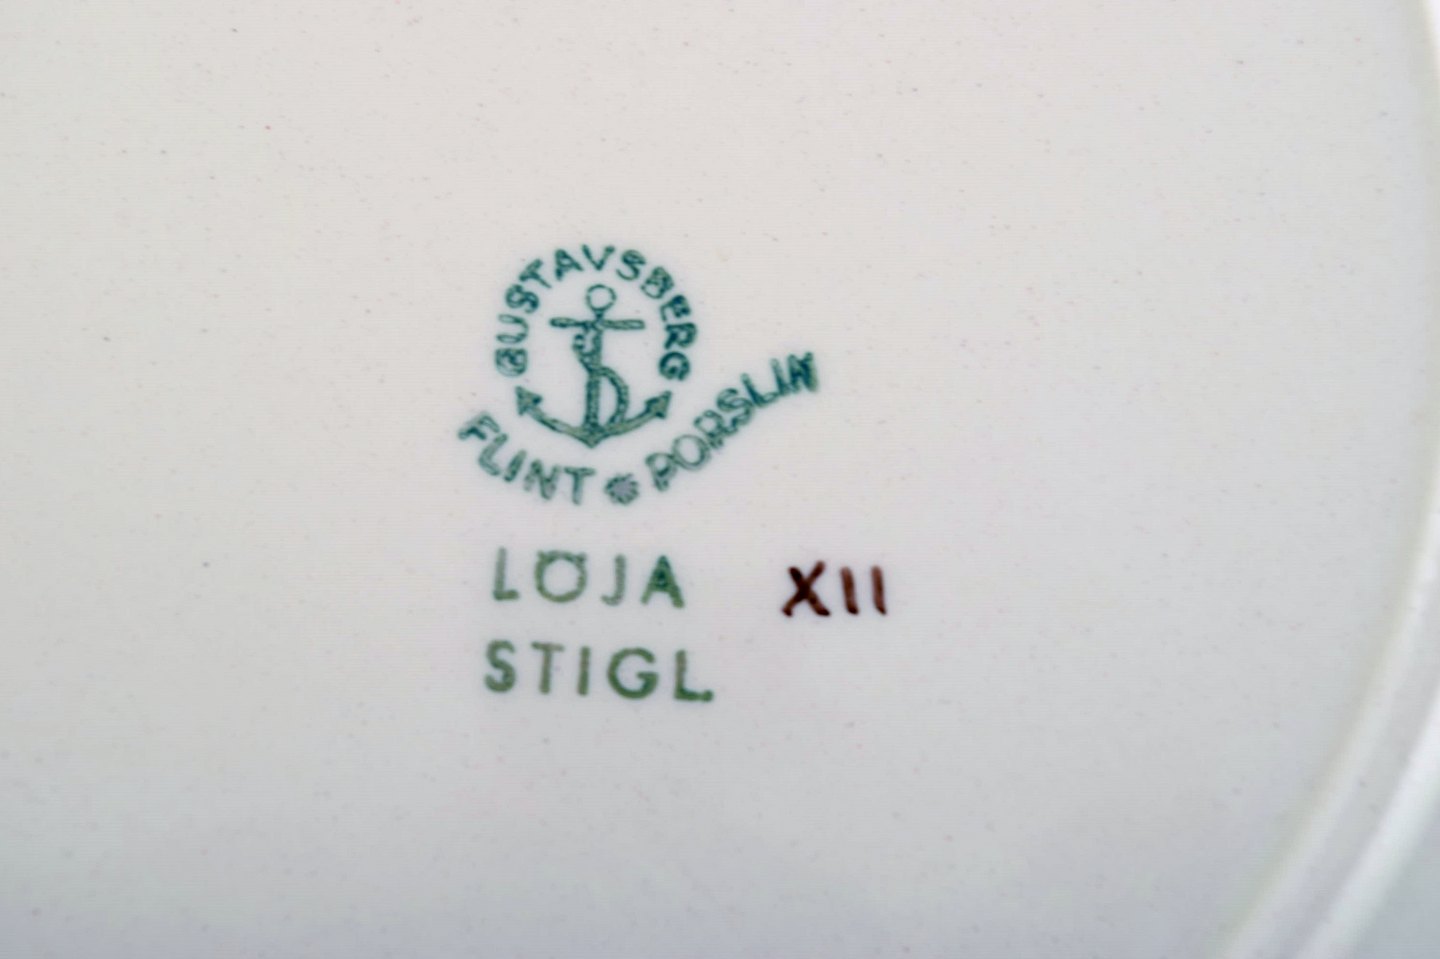 GUSTAVSBERG
FLINT PORSLIN
LÖJA XII
STIGL.